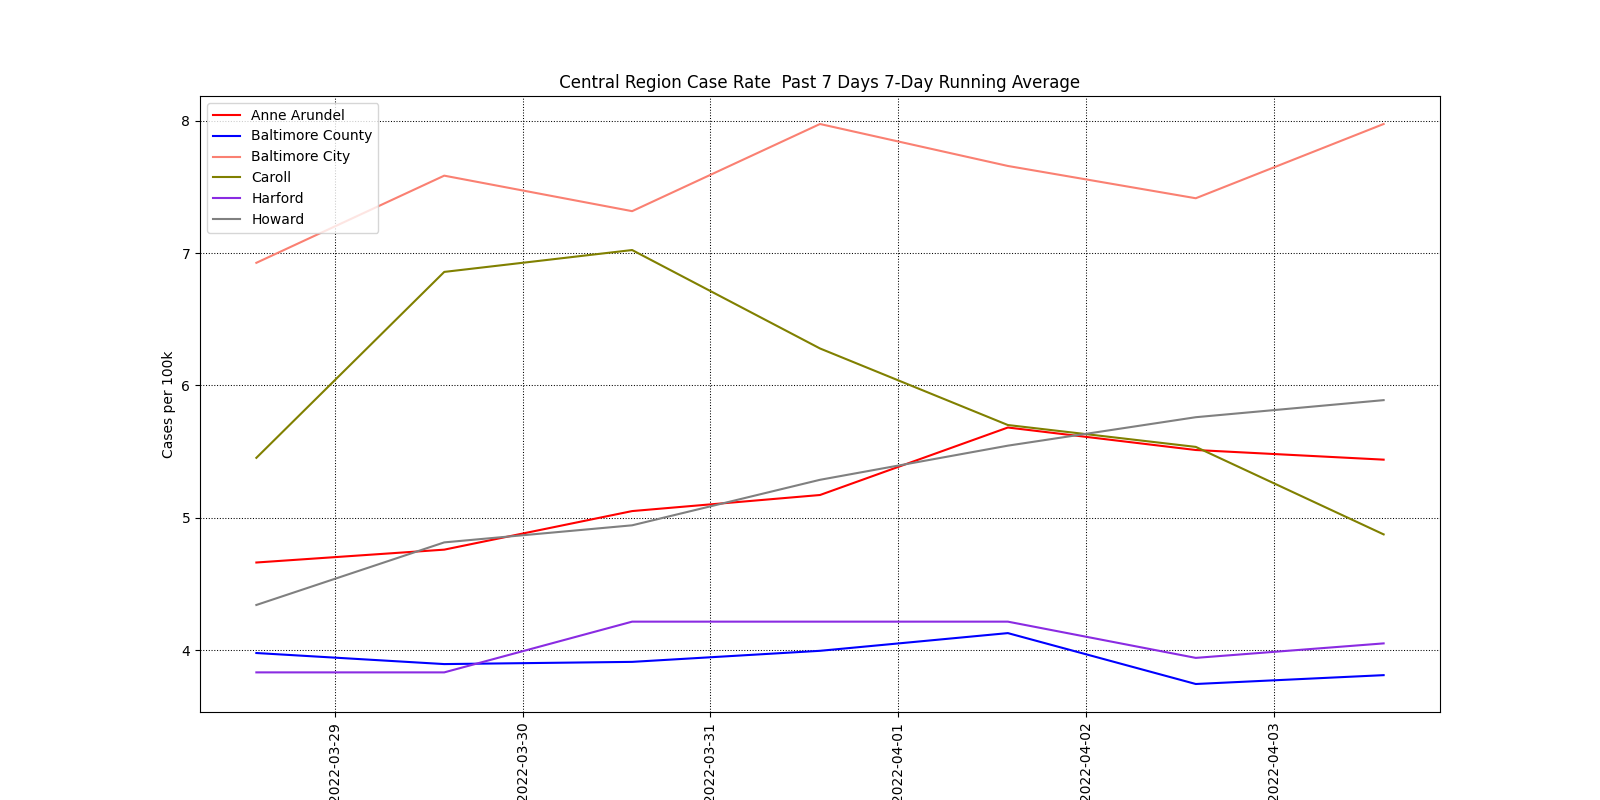 Central Region Case Rate  Past 7 Days 7-Day Running Average
Anne Arundel
Baltimore County
Baltimore City
Caroll
Harford
Howard
Cases per 100k
8
7
6
5
4
2022-03-29
2022-03-30
2022-03-31
2022-04-01
2022-04-02
2022-04-03